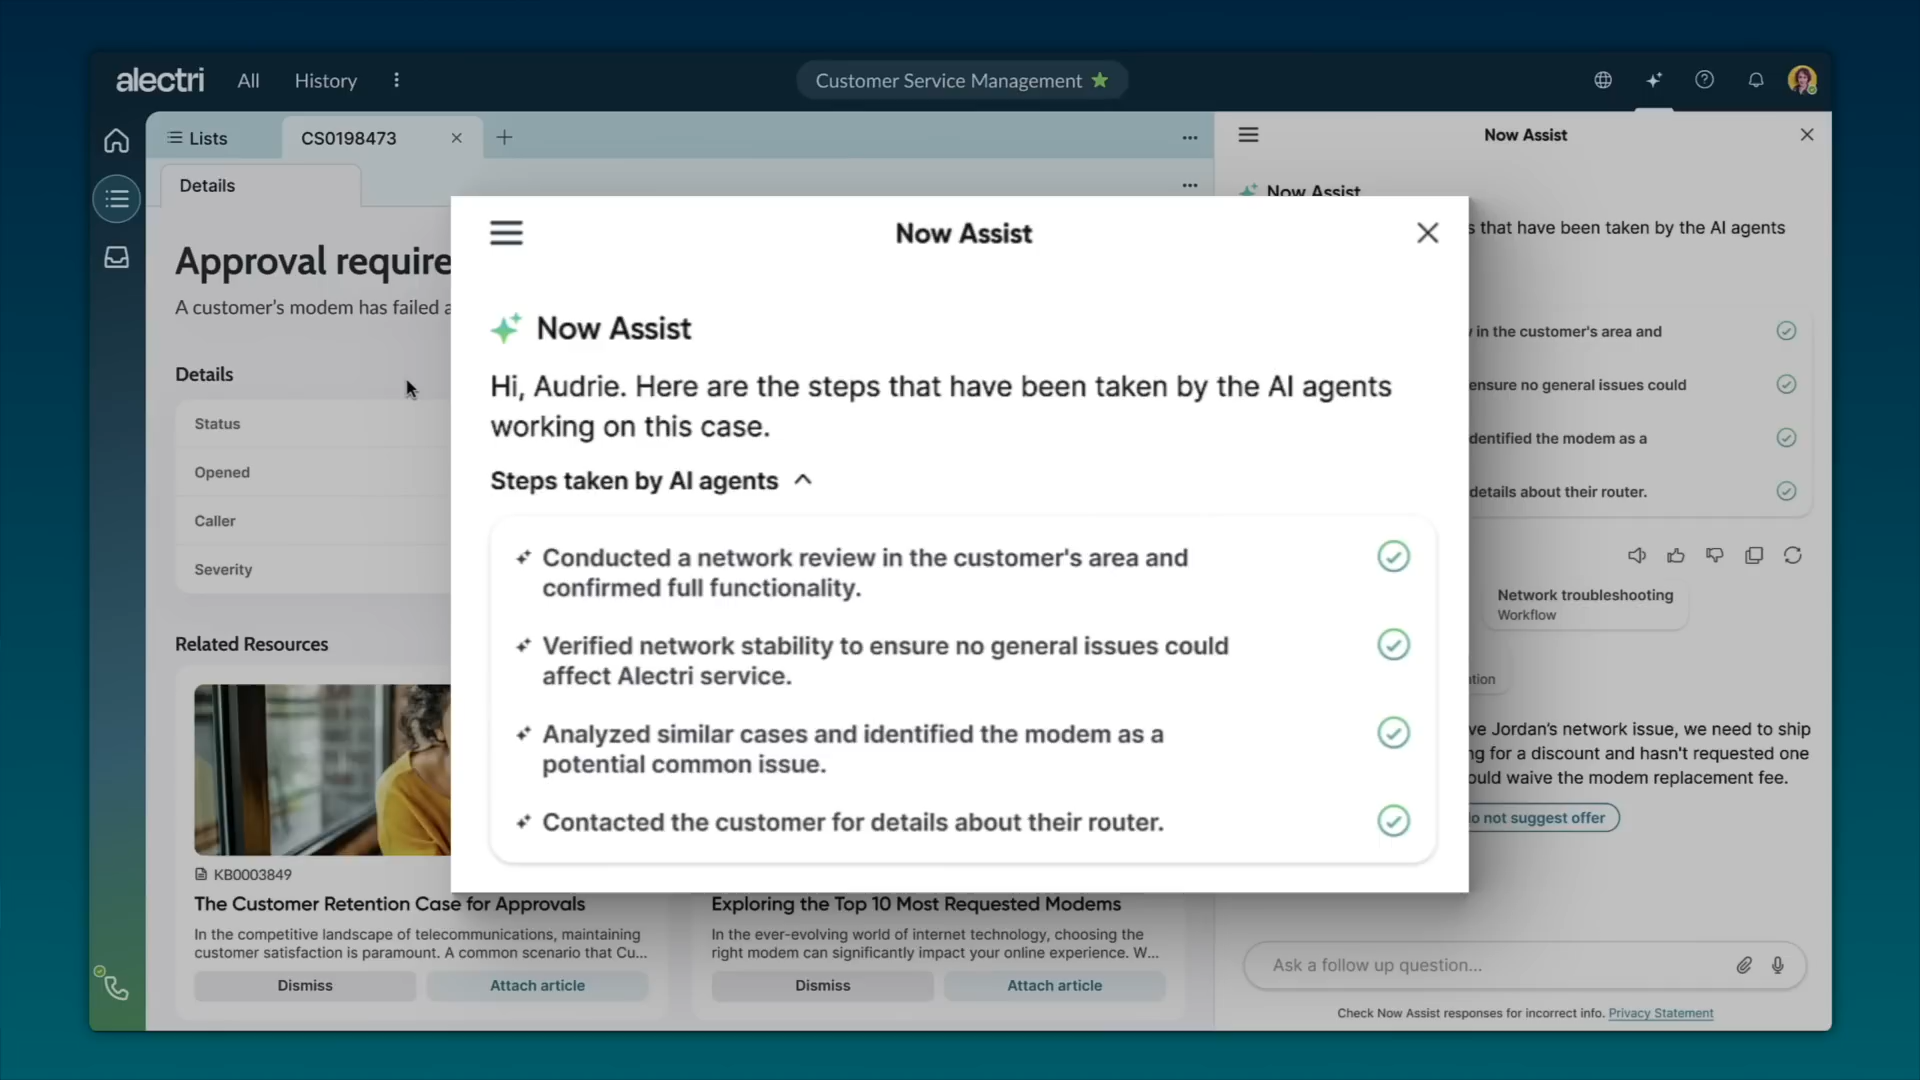 alectri
All
History
Customer Service Management
Lists
CS0198473
Now Assist
Details
Now Assist
Approval require
A customer's modem has failed a
Details
Status
Opened
Caller
Severity
Related Resources
KB0003849
The Customer Retention Case for Approvals
In the competitive landscape of telecommunications, maintaining
customer satisfaction is paramount. A common scenario that Cu...
Dismiss
Attach article
Exploring the Top 10 Most Requested Modems
In the ever-evolving world of internet technology, choosing the
right modem can significantly impact your online experience. W...
Dismiss
Attach article
Now Assist
Now Assist
Hi, Audrie. Here are the steps that have been taken by the AI agents
working on this case.
Steps taken by AI agents
Conducted a network review in the customer's area and
confirmed full functionality.
Verified network stability to ensure no general issues could
affect Alectri service.
Analyzed similar cases and identified the modem as a
potential common issue.
Contacted the customer for details about their router.
s that have been taken by the AI agents
in the customer's area and
ensure no general issues could
dentified the modem as a
details about their router.
Network troubleshooting
Workflow
tion
ve Jordan's network issue, we need to ship
ng for a discount and hasn't requested one
ould waive the modem replacement fee.
o not suggest offer
Ask a follow up question...
Check Now Assist responses for incorrect info. Privacy Statement